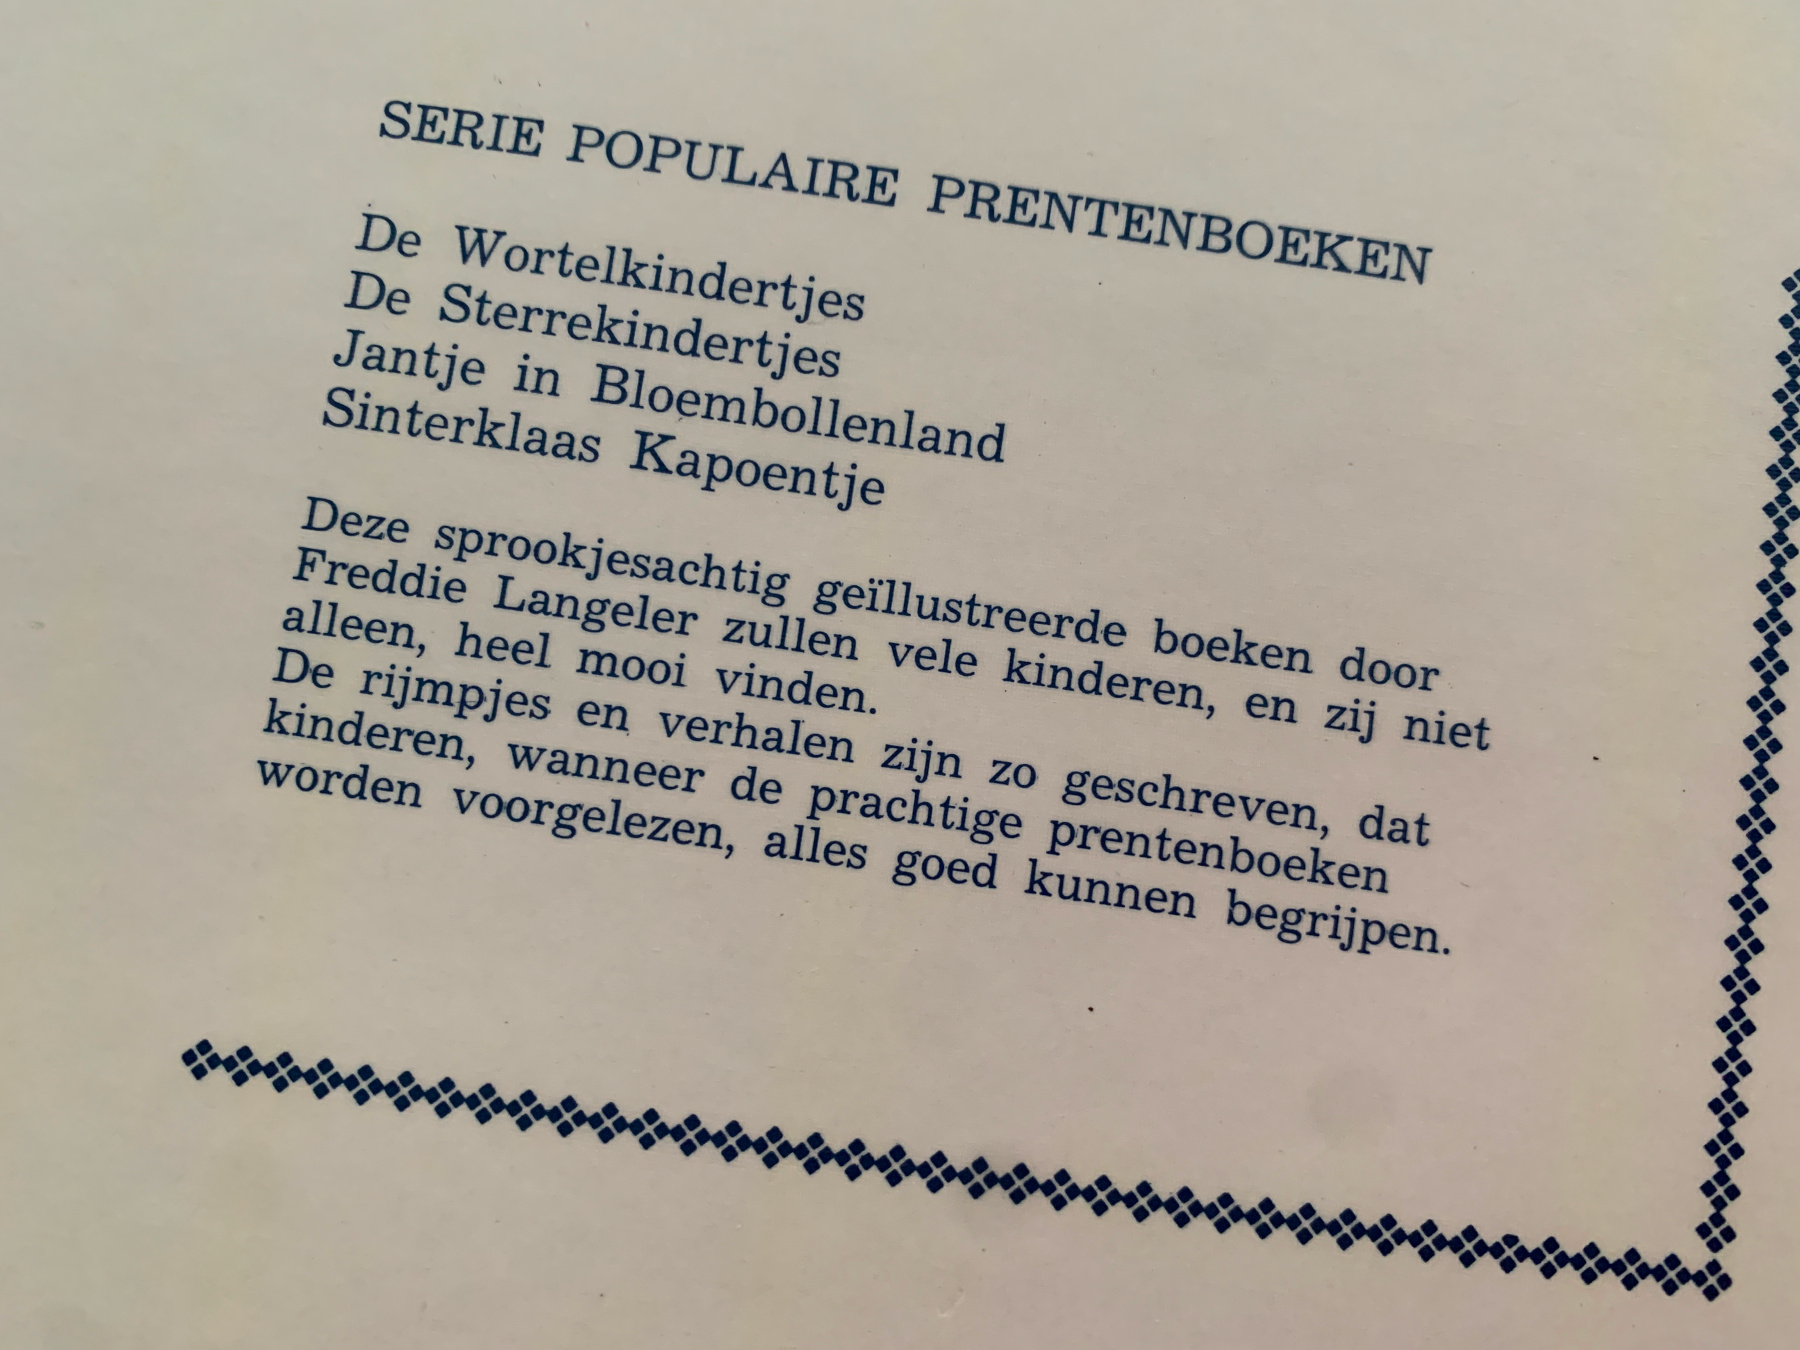 SERIE POPULAIRE PRENTENBOEKEN
De Wortelkindertjes
De Sterrekindertjes
Jantje in Bloembollenland
Sinterklaas Kapoentje
Deze sprookjesachtig geïllustreerde boeken door
Freddie Langeler zullen vele kinderen, en zij niet
alleen, heel mooi vinden.
De rijmpjes en verhalen zijn zo geschreven, dat
kinderen, wanneer de prachtige prentenboeken
worden voorgelezen, alles goed kunnen begrijpen.